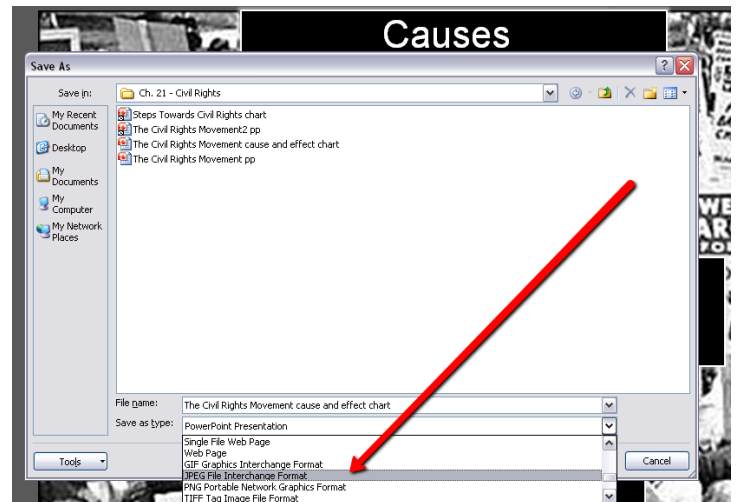 Causes
Save As
Save in:
Ch. 21 - Civil Rights
My Recent
Documents
Desktop
My
Documents
My
Computer
My Network
Places
Steps Towards Civil Rights chart
The Civil Rights Movement2 pp
The Civil Rights Movement cause and effect chart
The Civil Rights Movement pp
File name:
The Civil Rights Movement cause and effect chart
Save as type:
PowerPoint Presentation
Single File Web Page
Web Page
GIF Graphics Interchange Format
JPEG File Interchange Format
PNG Portable Network Graphics Format
TIFF Tag Image File Format
Tools
Cancel
WE